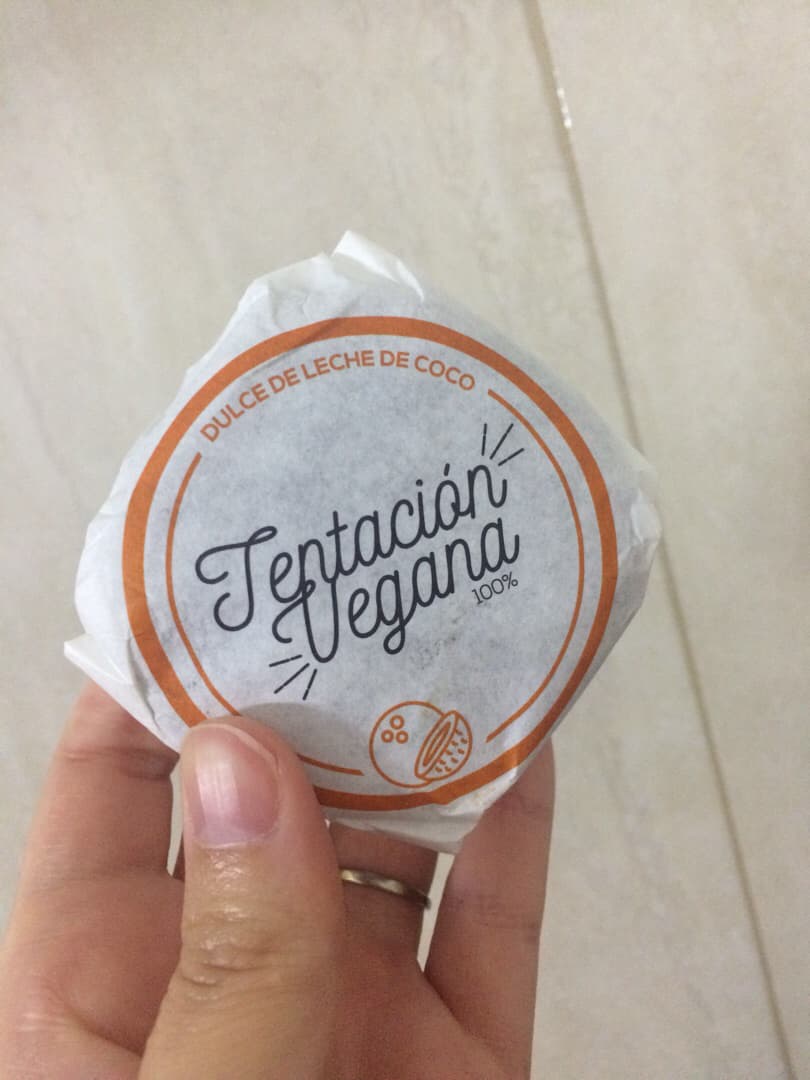 DULCE DE LECHE DE COCO
Tentación
Vegana
100%